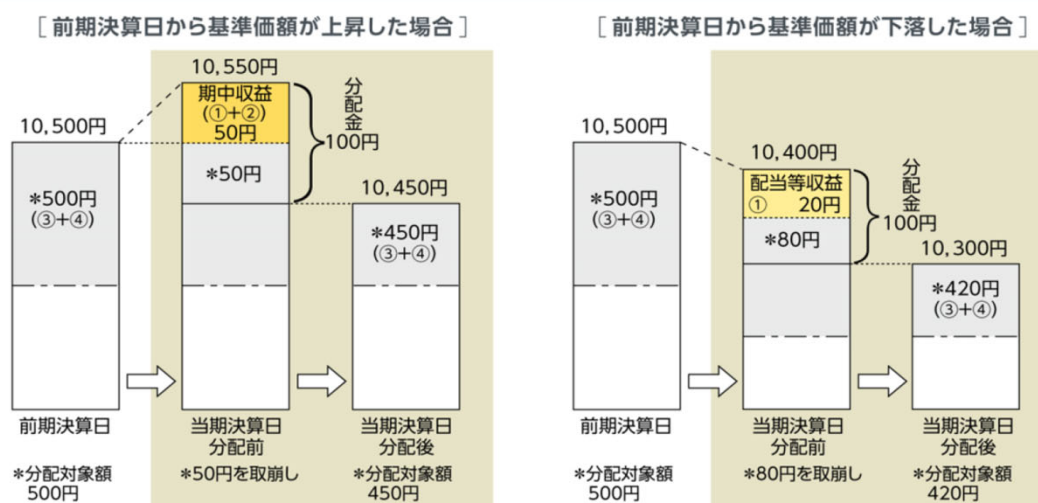 [前期決算日から基準価額が上昇した場合]
10,550円
期中収益
(①+②)
50円
*50円
分配金
100円
10,500円
*500円
(③+④)
10,450円
*450円
(③+④)
前期決算日
当期決算日
分配前
当期決算日
分配後
*分配対象額
500円
*50円を取崩し
*分配対象額
450円
[前期決算日から基準価額が下落した場合]
10,500円
*500円
(③+④)
10,400円
配当等収益
① 20円
*80円
分配金
100円
10,300円
*420円
(③+④)
前期決算日
当期決算日
分配前
当期決算日
分配後
*分配対象額
500円
*80円を取崩し
*分配対象額
420円